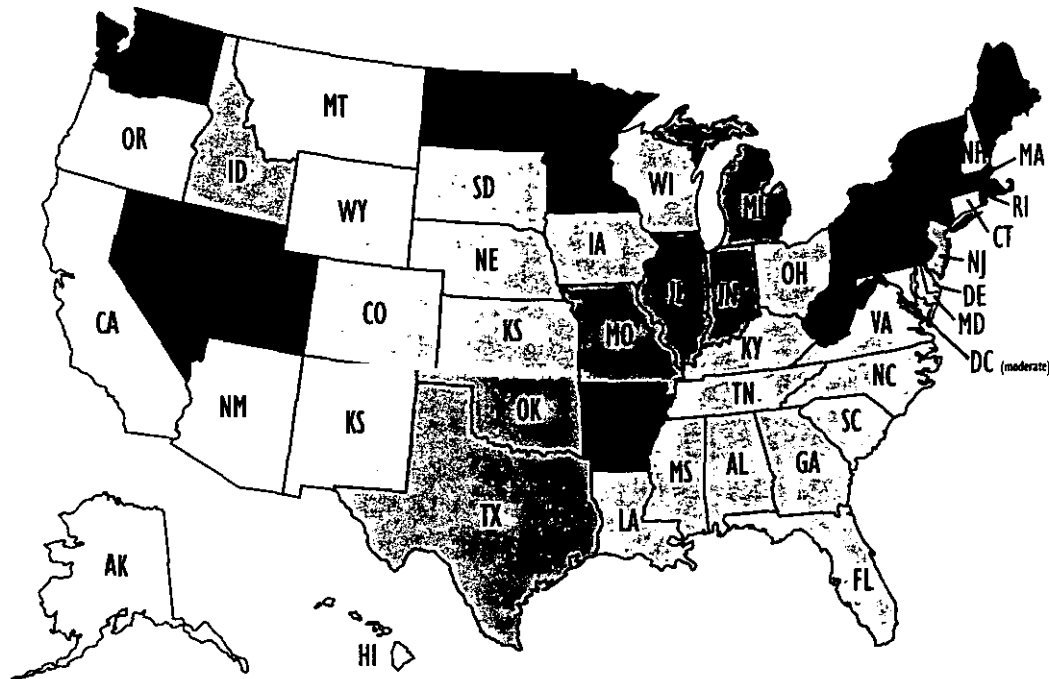 MT
OR
NH
MA
ID
SD
WI
MI
RI
WY
CT
IA
NE
OH
NJ
IL
IN
DE
CO
CA
MD
KS
MO
VA
KY
DC (moderate)
NC
TN
NM
KS
OK
SC
MS
AL
GA
TX
LA
AK
FL
HI